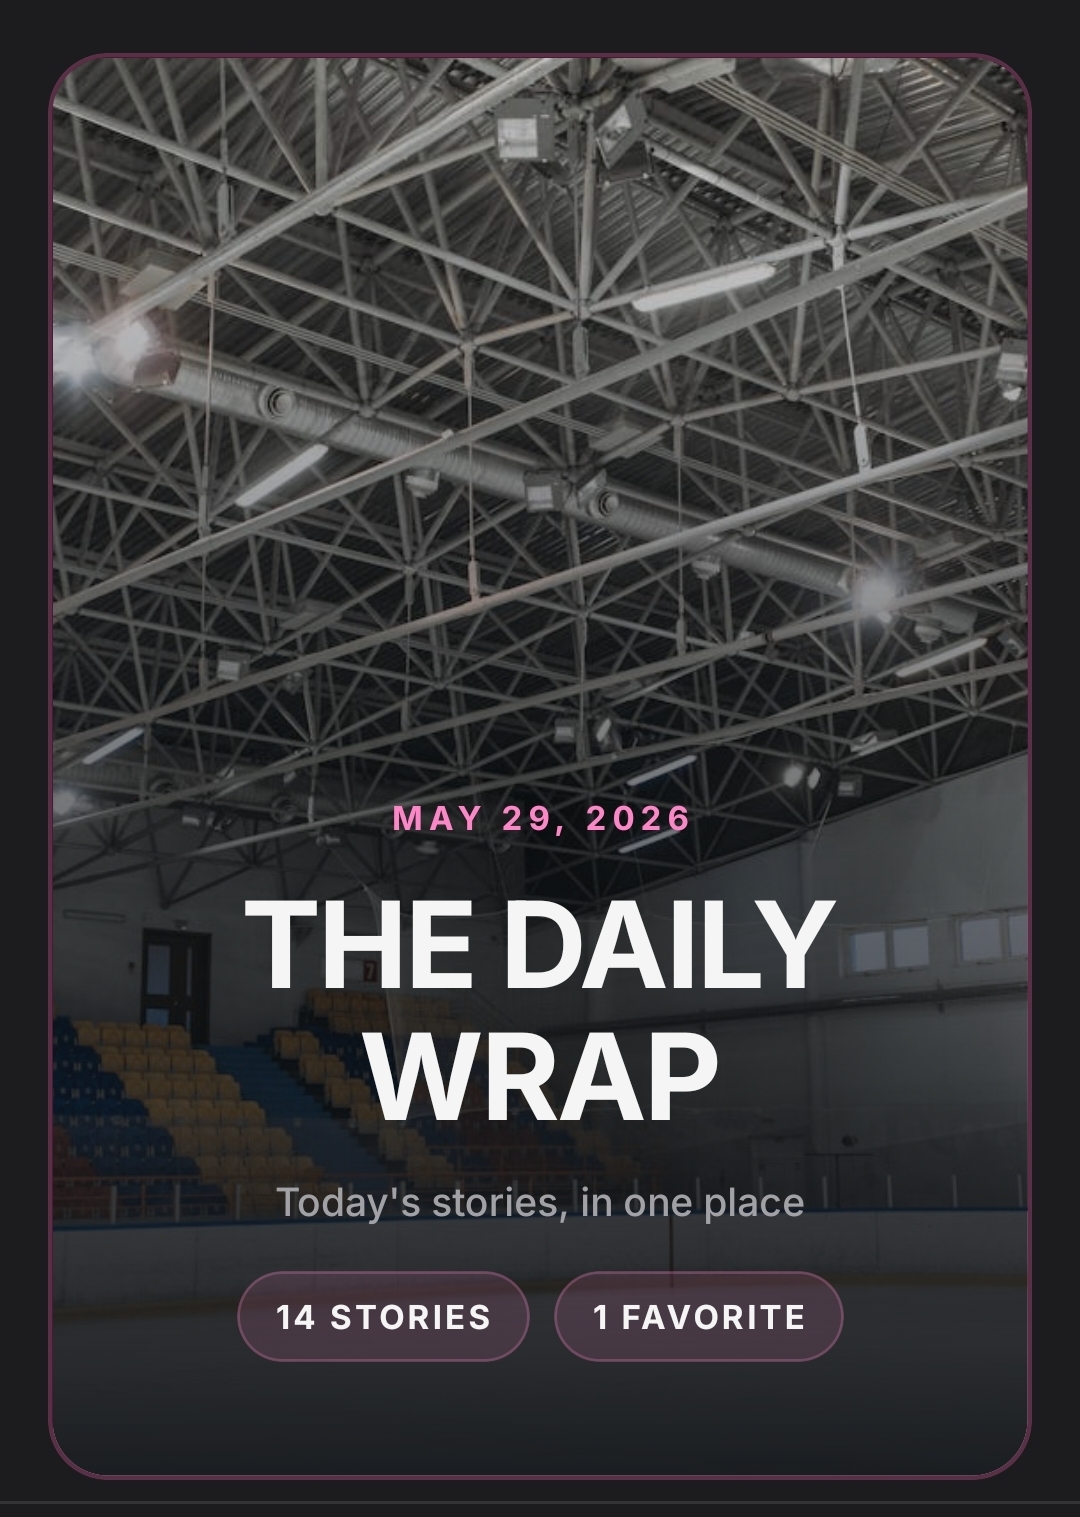 MAY 29, 2026
THE DAILY
WRAP
Today's stories, in one place
14 STORIES
1 FAVORITE